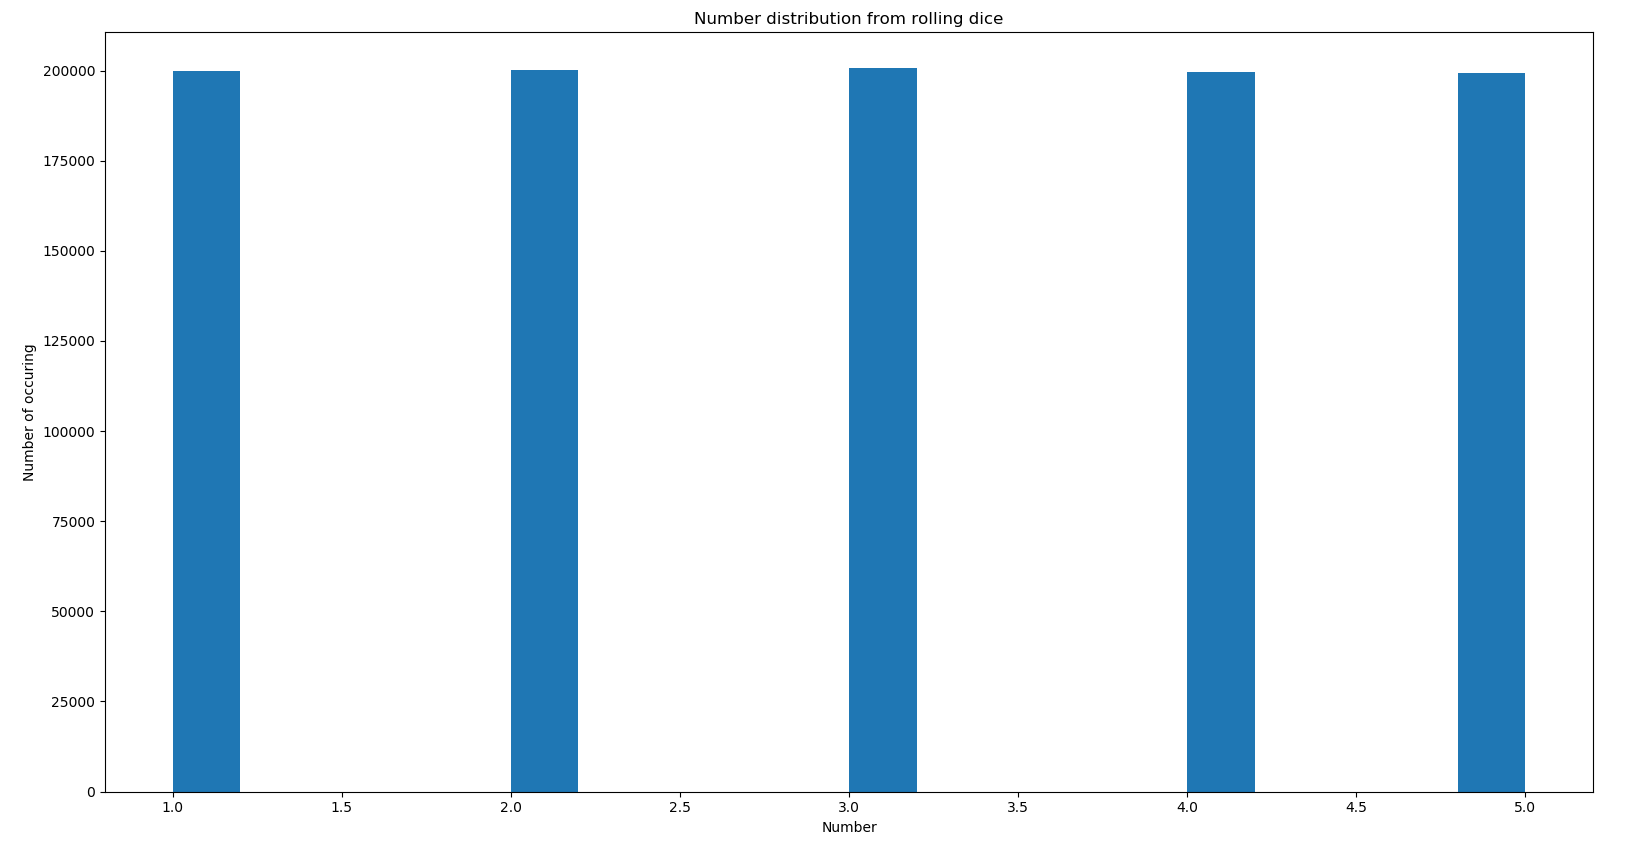 Number distribution from rolling dice
200000
175000
150000
125000
100000
75000
50000
25000
0
Number of occuring
1.0 1.5 2.0 2.5 3.0 3.5 4.0 4.5 5.0
Number